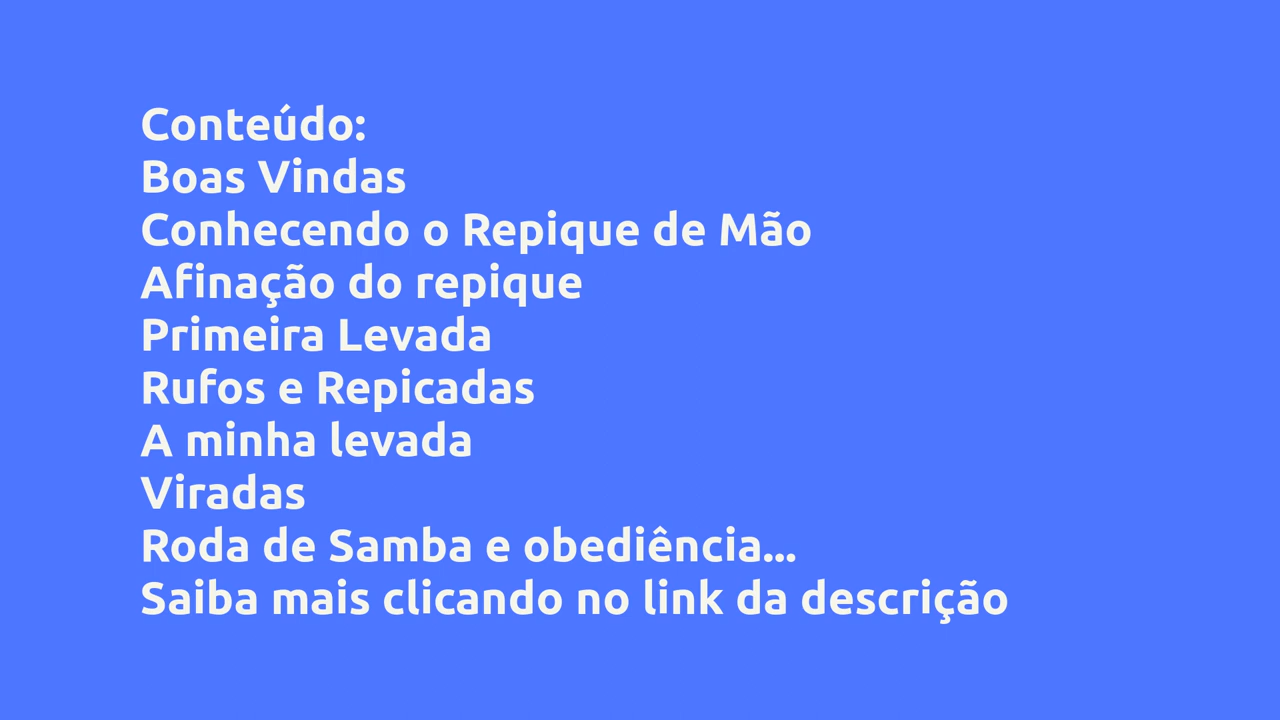 Conteúdo:
Boas Vindas
Conhecendo o Repique de Mão
Afinação do repique
Primeira Levada
Rufos e Repicadas
A minha levada
Viradas
Roda de Samba e obediência...
Saiba mais clicando no link da descrição